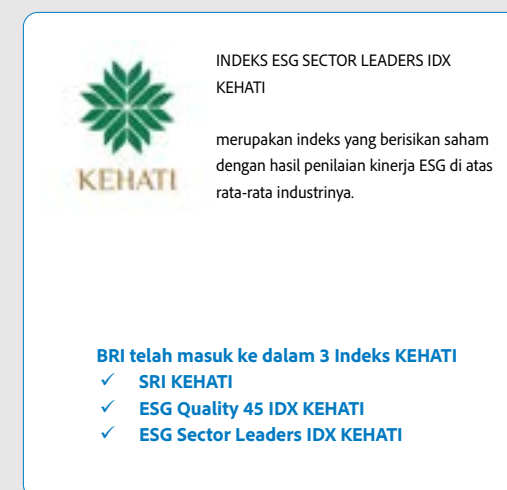 KEHATI
INDEKS ESG SECTOR LEADERS IDX
KEHATI
merupakan indeks yang berisikan saham
dengan hasil penilaian kinerja ESG di atas
rata-rata industrinya.
BRI telah masuk ke dalam 3 Indeks KEHATI
✓ SRI KEHATI
✓ ESG Quality 45 IDX KEHATI
✓ ESG Sector Leaders IDX KEHATI